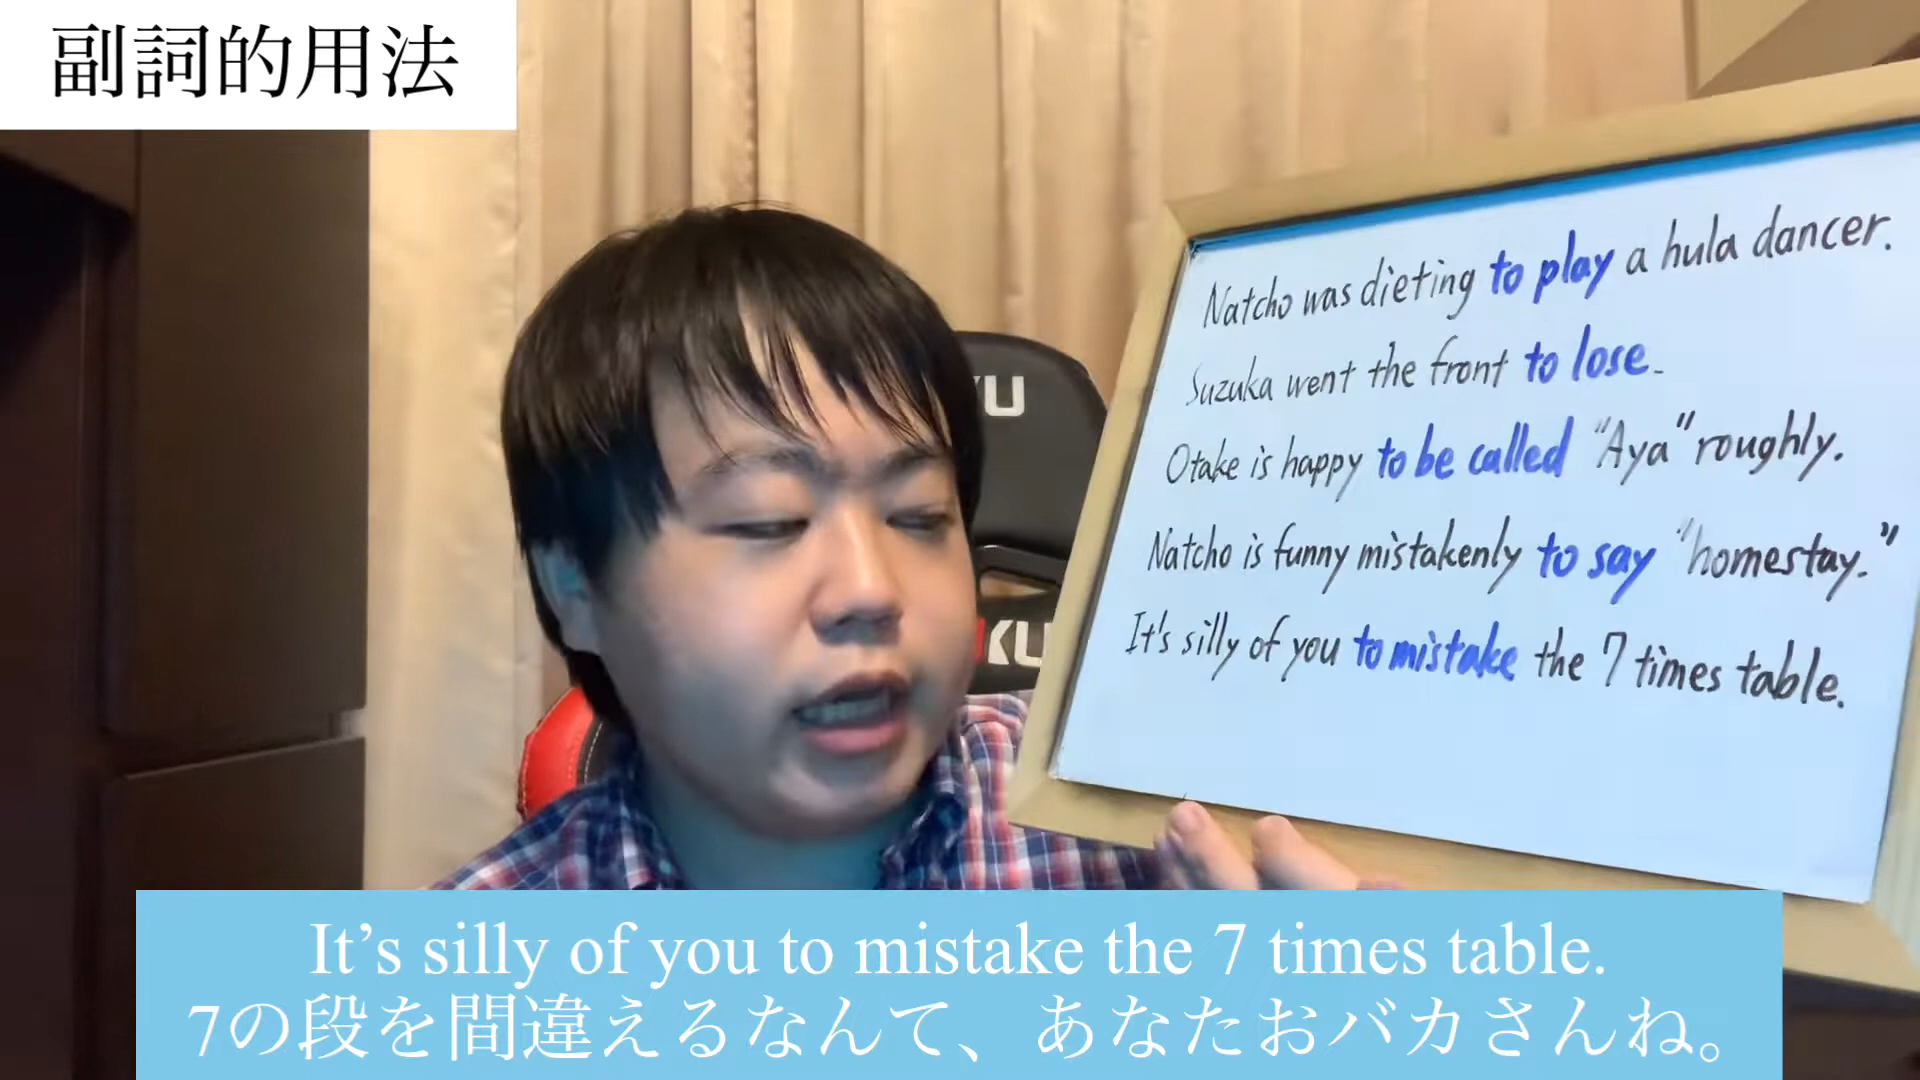 副詞的用法
Natcho was dieting to play a hula dancer.
Suzuka went the front to lose.
Otake is happy to be called "Aya" roughly.
Natcho is funny mistakenly to say "homestay."
It's silly of you to mistake the 7 times table.
It’s silly of you to mistake the 7 times table.
7の段を間違えるなんて、あなたおバカさんね。